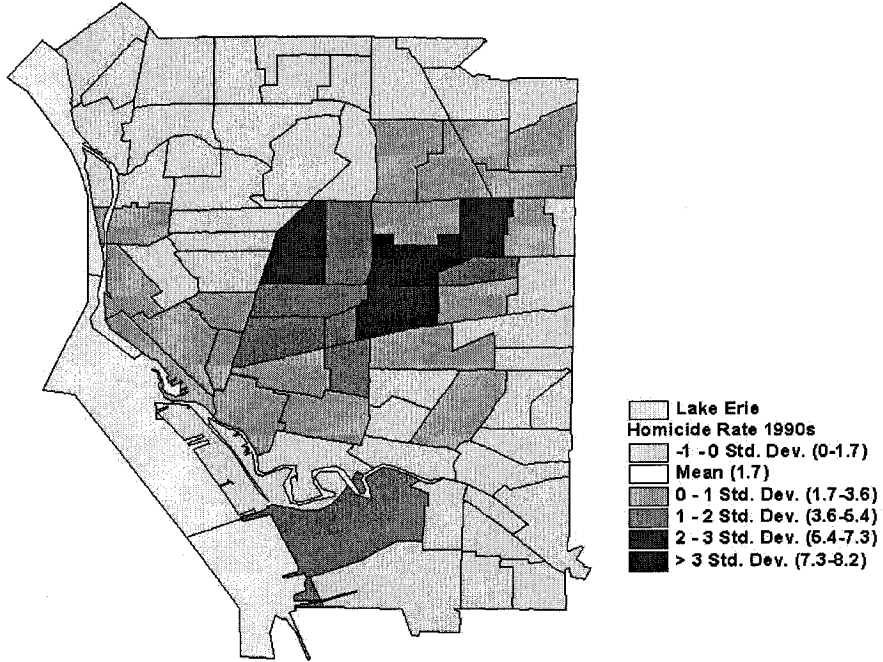 Lake Erie
Homicide Rate 1990s
-1 - 0 Std. Dev. (0-1.7)
Mean (1.7)
0 - 1 Std. Dev. (1.7-3.6)
1 - 2 Std. Dev. (3.6-5.4)
2 - 3 Std. Dev. (5.4-7.3)
> 3 Std. Dev. (7.3-8.2)